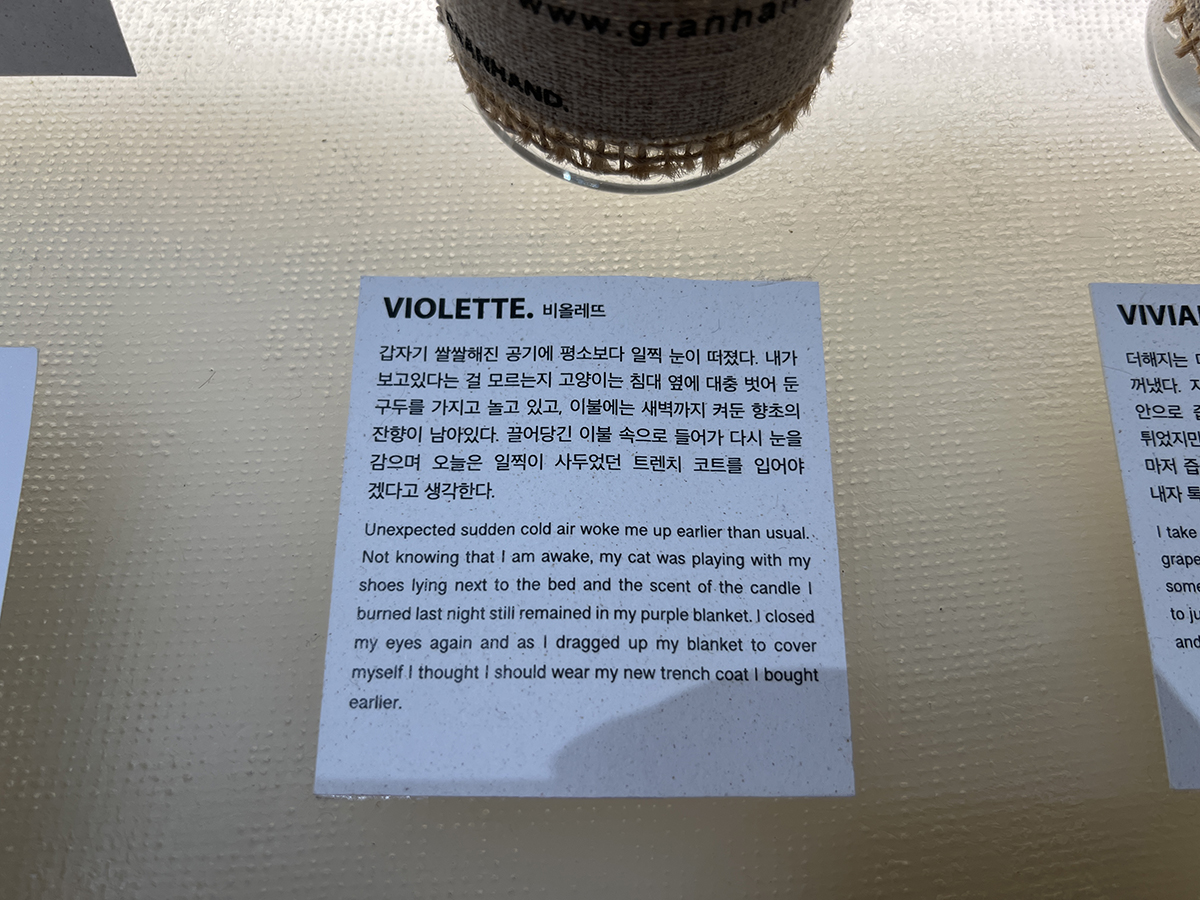 www.granhand
GRANHAND.
VIOLETTE. 비올레뜨
갑자기 쌀쌀해진 공기에 평소보다 일찍 눈이 떠졌다. 내가
보고있다는 걸 모르는지 고양이는 침대 옆에 대충 벗어 둔
구두를 가지고 놀고 있고, 이불에는 새벽까지 켜둔 향초의
잔향이 남아있다. 끌어당긴 이불 속으로 들어가 다시 눈을
감으며 오늘은 일찍이 사두었던 트렌치 코트를 입어야
겠다고 생각한다.
Unexpected sudden cold air woke me up earlier than usual.
Not knowing that I am awake, my cat was playing with my
shoes lying next to the bed and the scent of the candle I
burned last night still remained in my purple blanket. I closed
my eyes again and as I dragged up my blanket to cover
myself I thought I should wear my new trench coat I bought
earlier.
VIVIA
더해지는
꺼냈다.
안으로
튀었지만
마저 즙
내자 톡
I take
grape
some
to ju
and